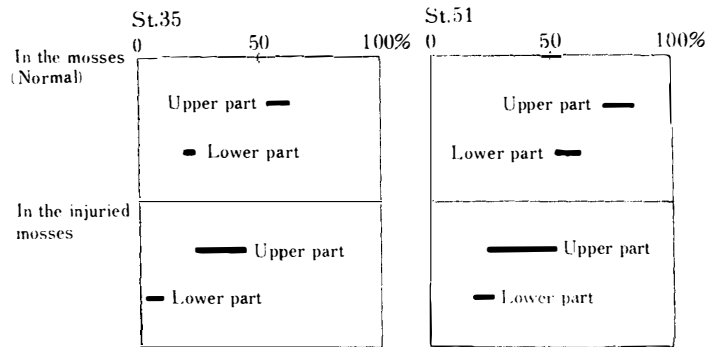 St.35
St.51
0 50 100%
0 50 100%
In the mosses
(Normal)
Upper part
Lower part
Upper part
Lower part
In the injuried
mosses
Upper part
Lower part
Upper part
Lower part